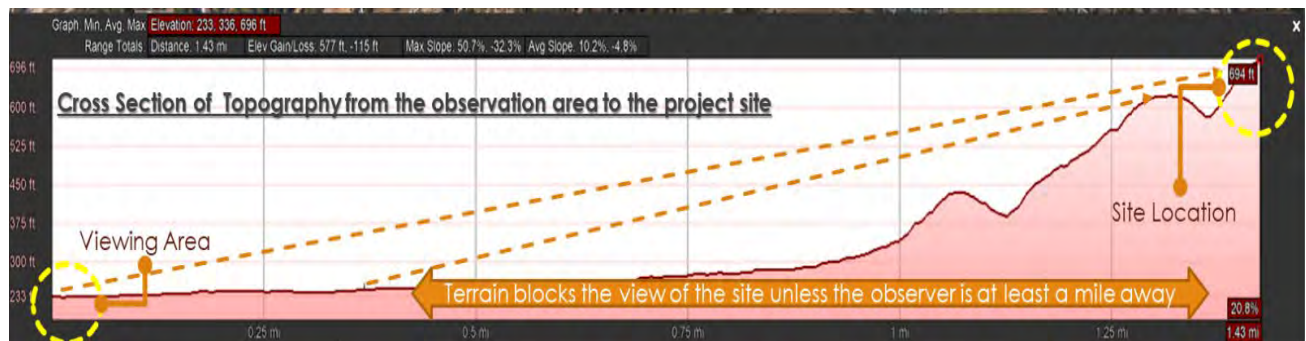 Graph: Min, Avg, Max Elevation: 233, 336, 696 ft
x
Range Totals: Distance: 1.43 mi Elev Gain/Loss: 577 ft, -115 ft Max Slope: 50.7%, -32.3% Avg Slope: 10.2%, -4.8%
696 ft
694 ft
Cross Section of Topography from the observation area to the project site
600 ft
525 ft
450 ft
Site Location
375 ft
Viewing Area
300 ft
233
Terrain blocks the view of the site unless the observer is at least a mile away
20.8%
0.25 mi
0.5 mi
0.75 mi
1 mi
1.25 mi
1.43 mi